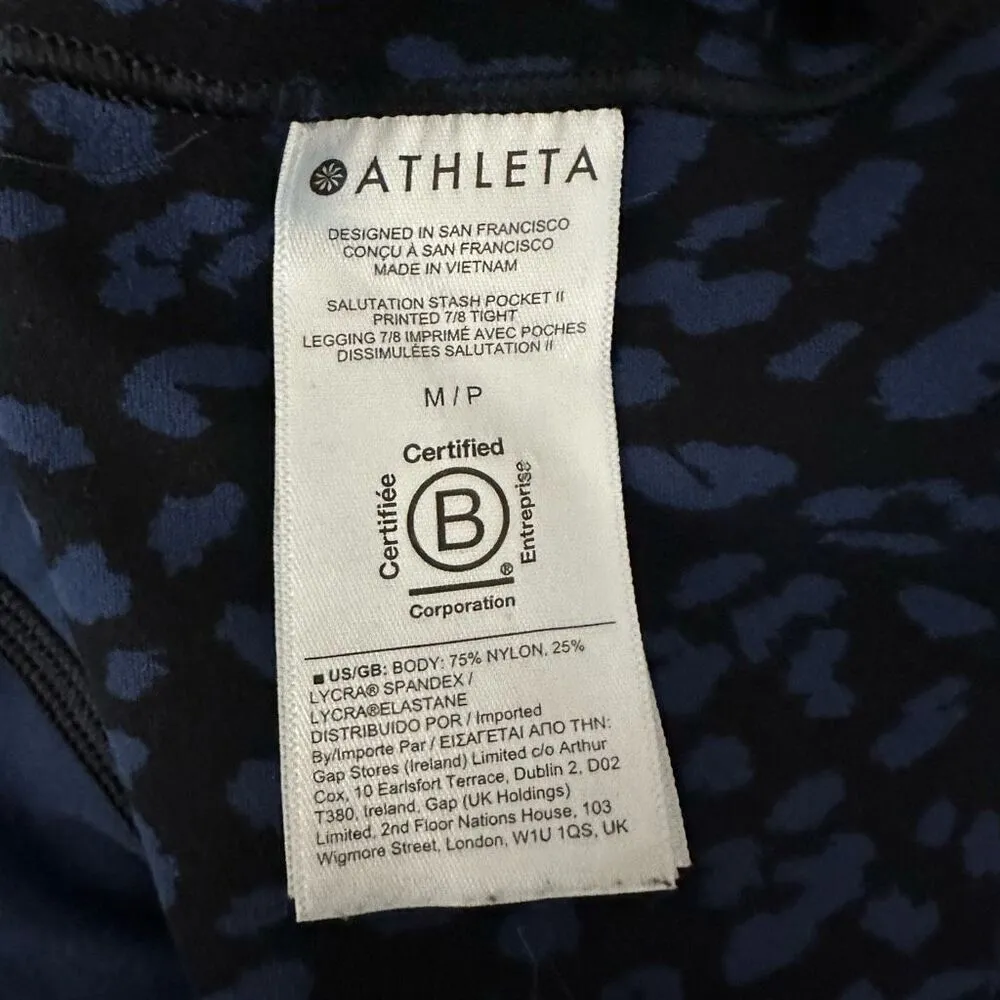 ATHLETA
DESIGNED IN SAN FRANCISCO
CONÇU À SAN FRANCISCO
MADE IN VIETNAM
SALUTATION STASH POCKET II
PRINTED 7/8 TIGHT
LEGGING 7/8 IMPRIMÉ AVEC POCHES
DISSIMULÉES SALUTATION II
M / P
Certified
Certifiée
B
Entreprise
®
Corporation
■ US/GB: BODY: 75% NYLON, 25%
LYCRA® SPANDEX /
LYCRA®ELASTANE
DISTRIBUIDO POR / Imported
By/Importe Par / ΕΙΣΑΓΕΤΑΙ ΑΠΟ ΤΗΝ:
Gap Stores (Ireland) Limited c/o Arthur
Cox, 10 Earlsfort Terrace, Dublin 2, D02
T380, Ireland, Gap (UK Holdings)
Limited, 2nd Floor Nations House, 103
Wigmore Street, London, W1U 1QS, UK